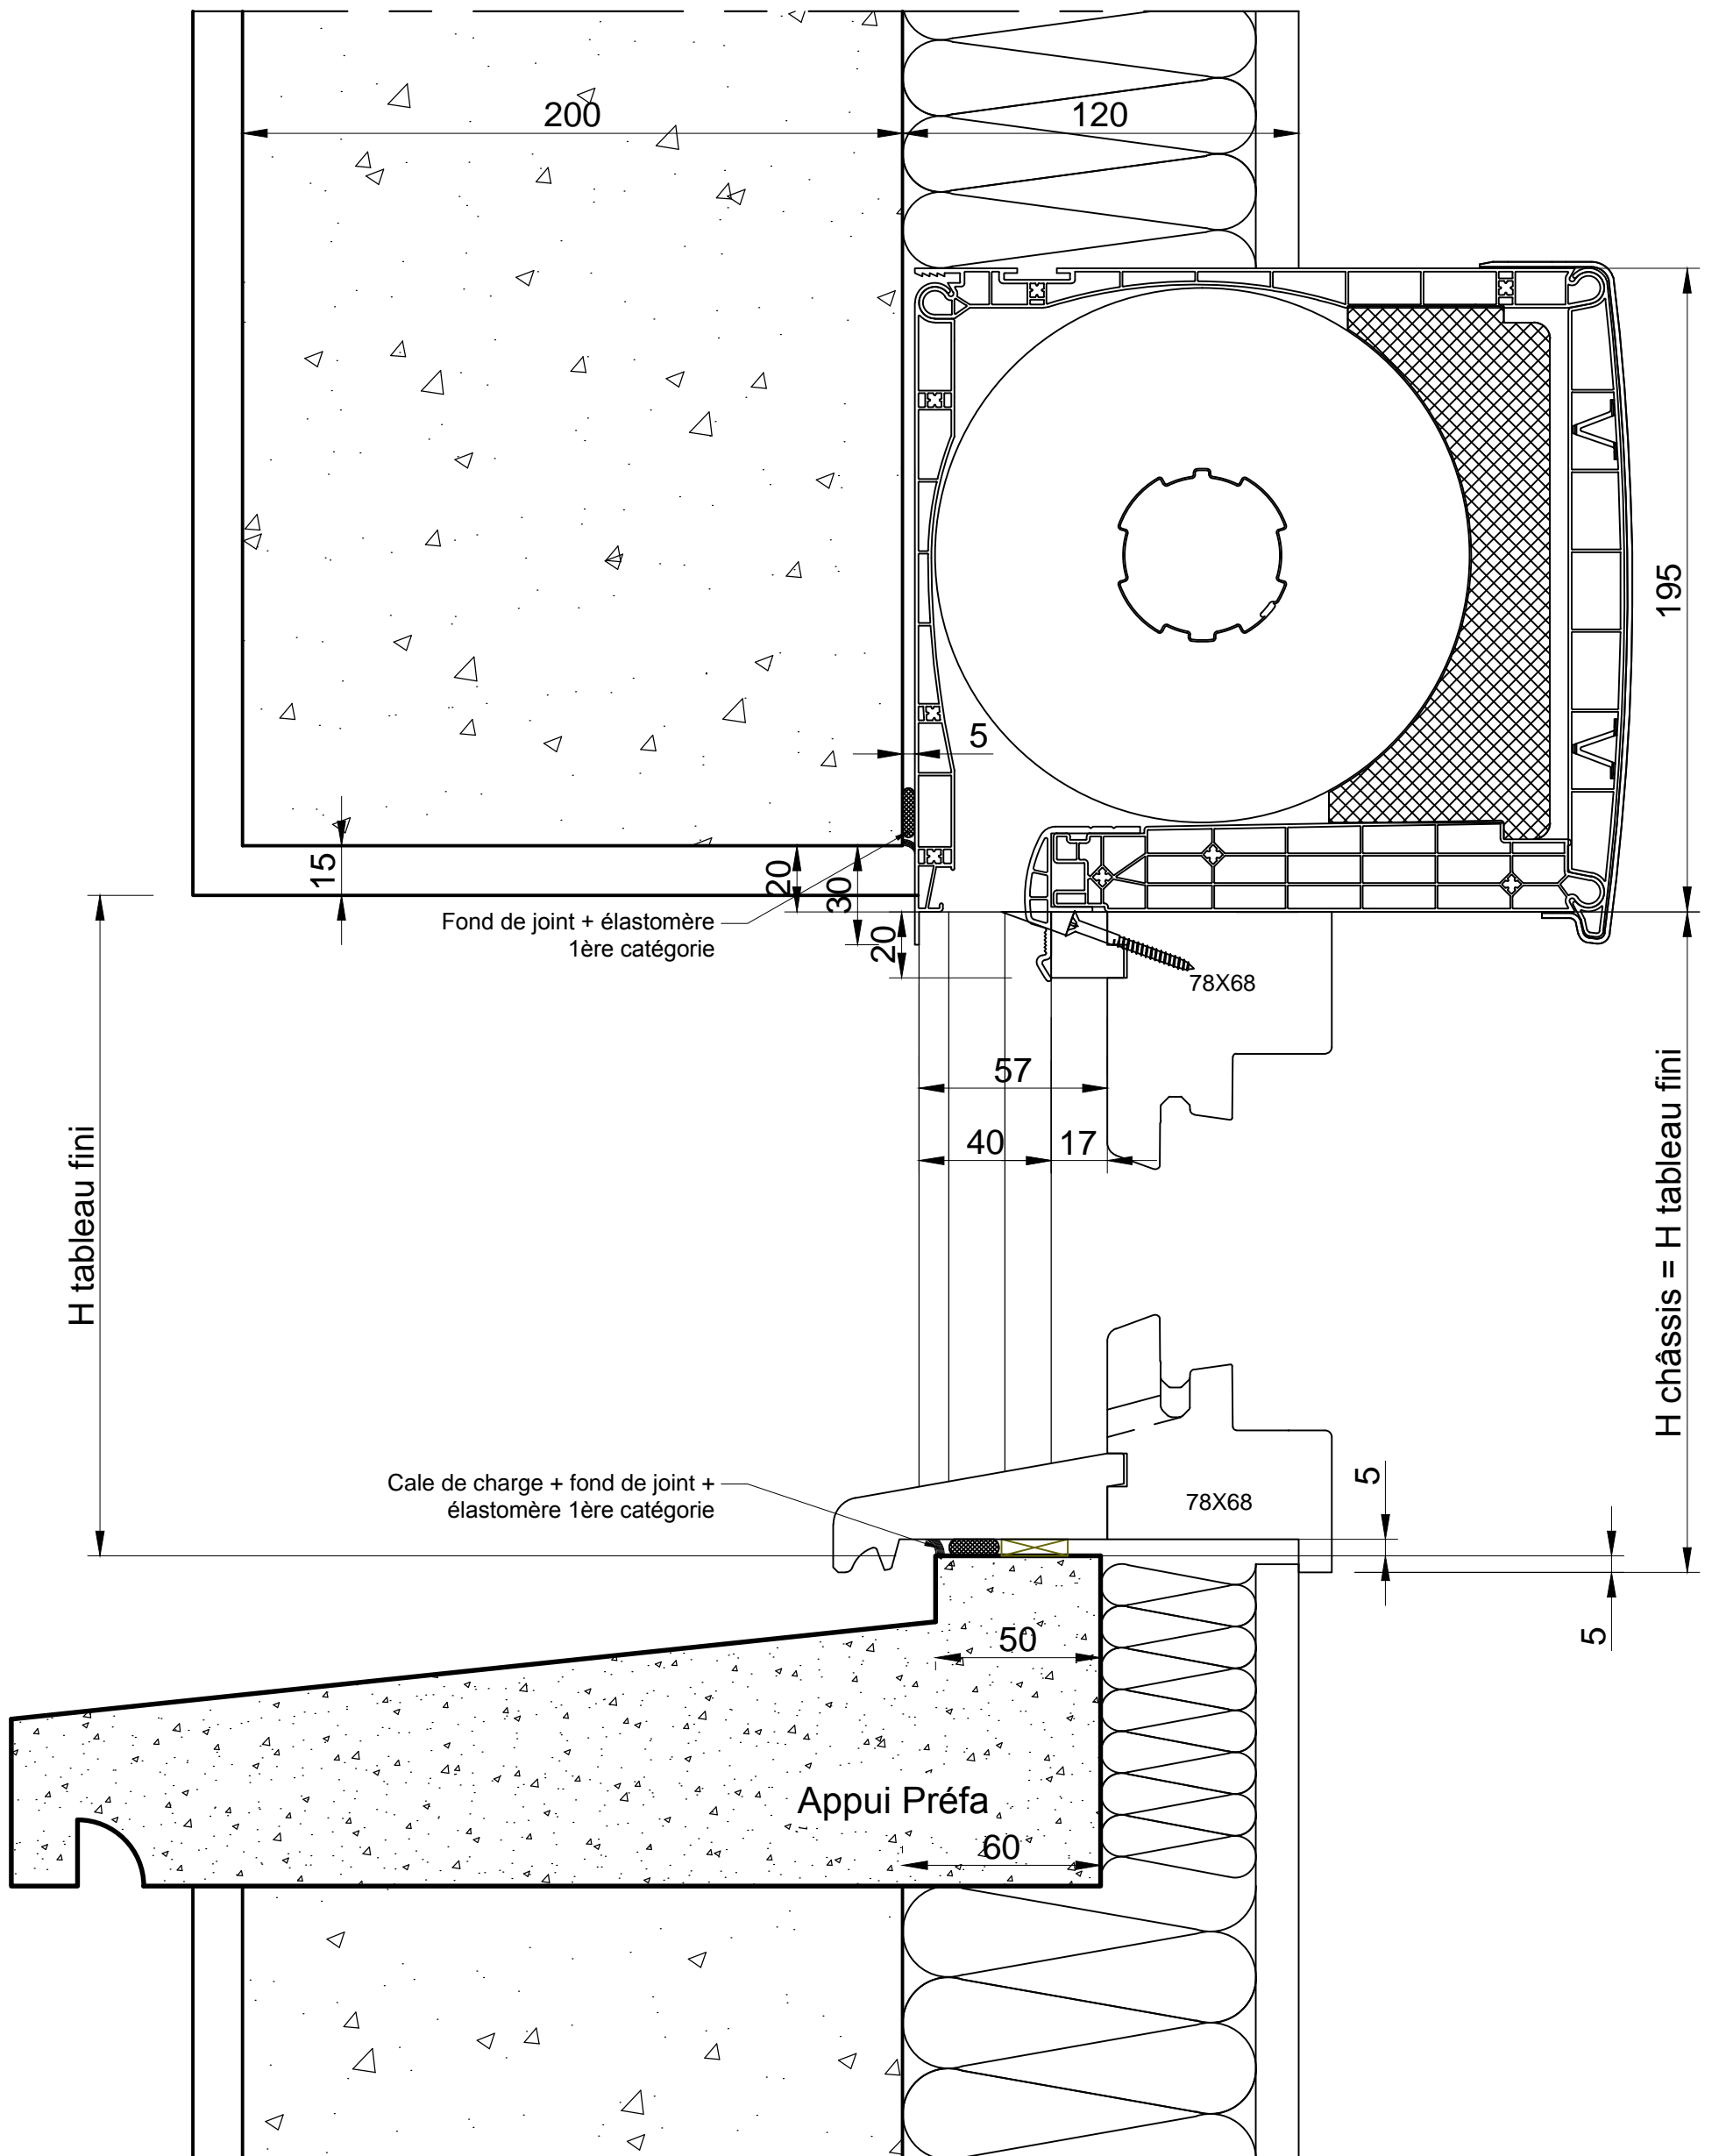 200
120
195
5
15
20
30
20
Fond de joint + élastomère
1ère catégorie
78X68
57
40
17
H tableau fini
H châssis = H tableau fini
Cale de charge + fond de joint +
élastomère 1ère catégorie
78X68
5
5
50
Appui Préfa
60